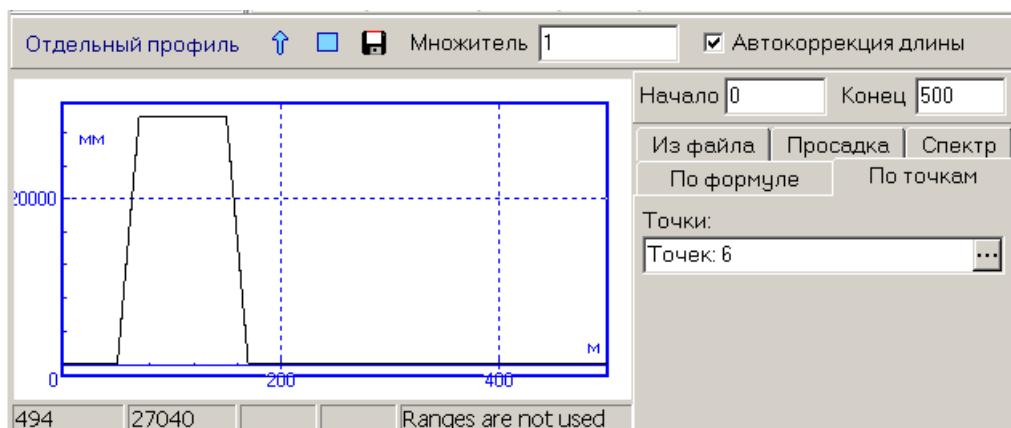 Отдельный профиль Множитель 1 Автокоррекция длины
Начало 0 Конец 500
мм
20000
м
0 200 400
Из файла Просадка Спектр
По формуле По точкам
Точки:
Точек: 6 ...
494 27040 Ranges are not used